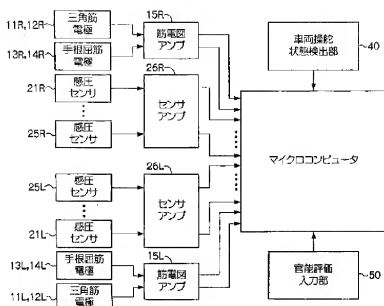 11R,12R
三角筋
電極
15R
筋電図
アンプ
13R,14R
手根屈筋
電極
26R
21R
感圧
センサ
センサ
アンプ
25R
感圧
センサ
車両操舵
状態検出部
40
マイクロコンピュータ
26L
25L
感圧
センサ
センサ
アンプ
21L
感圧
センサ
15L
13L,14L
手根屈筋
電極
筋電図
アンプ
11L,12L
三角筋
電極
官能評価
入力部
50